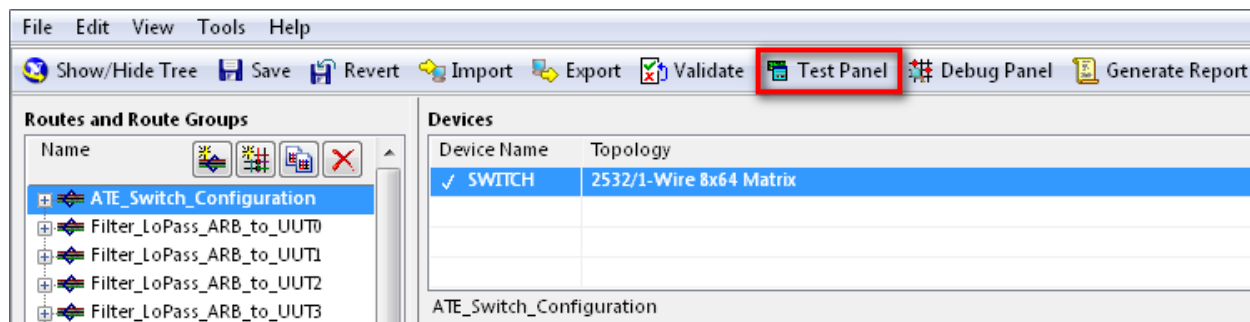 File Edit View Tools Help
Show/Hide Tree Save Revert Import Export Validate Test Panel Debug Panel Generate Report
Routes and Route Groups
Name
ATE_Switch_Configuration
Filter_LoPass_ARB_to_UUT0
Filter_LoPass_ARB_to_UUT1
Filter_LoPass_ARB_to_UUT2
Filter_LoPass_ARB_to_UUT3
Devices
Device Name Topology
SWITCH 2532/1-Wire 8x64 Matrix
ATE_Switch_Configuration